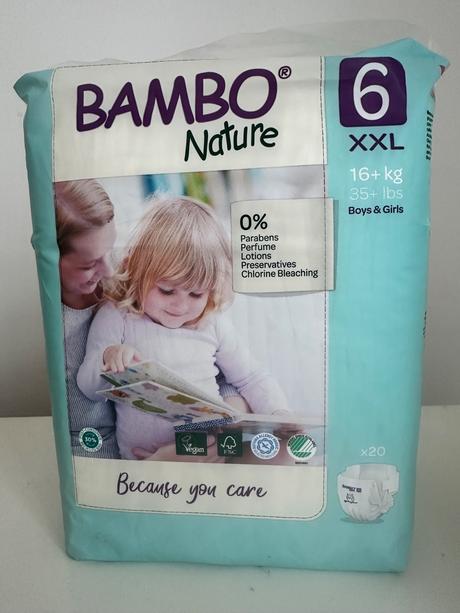 BAMBO®
Nature
6
XXL
16+ kg
35+ lbs
Boys & Girls
0%
Parabens
Perfume
Lotions
Preservatives
Chlorine Bleaching
30%
Vegan
FSC
Because you care
x20